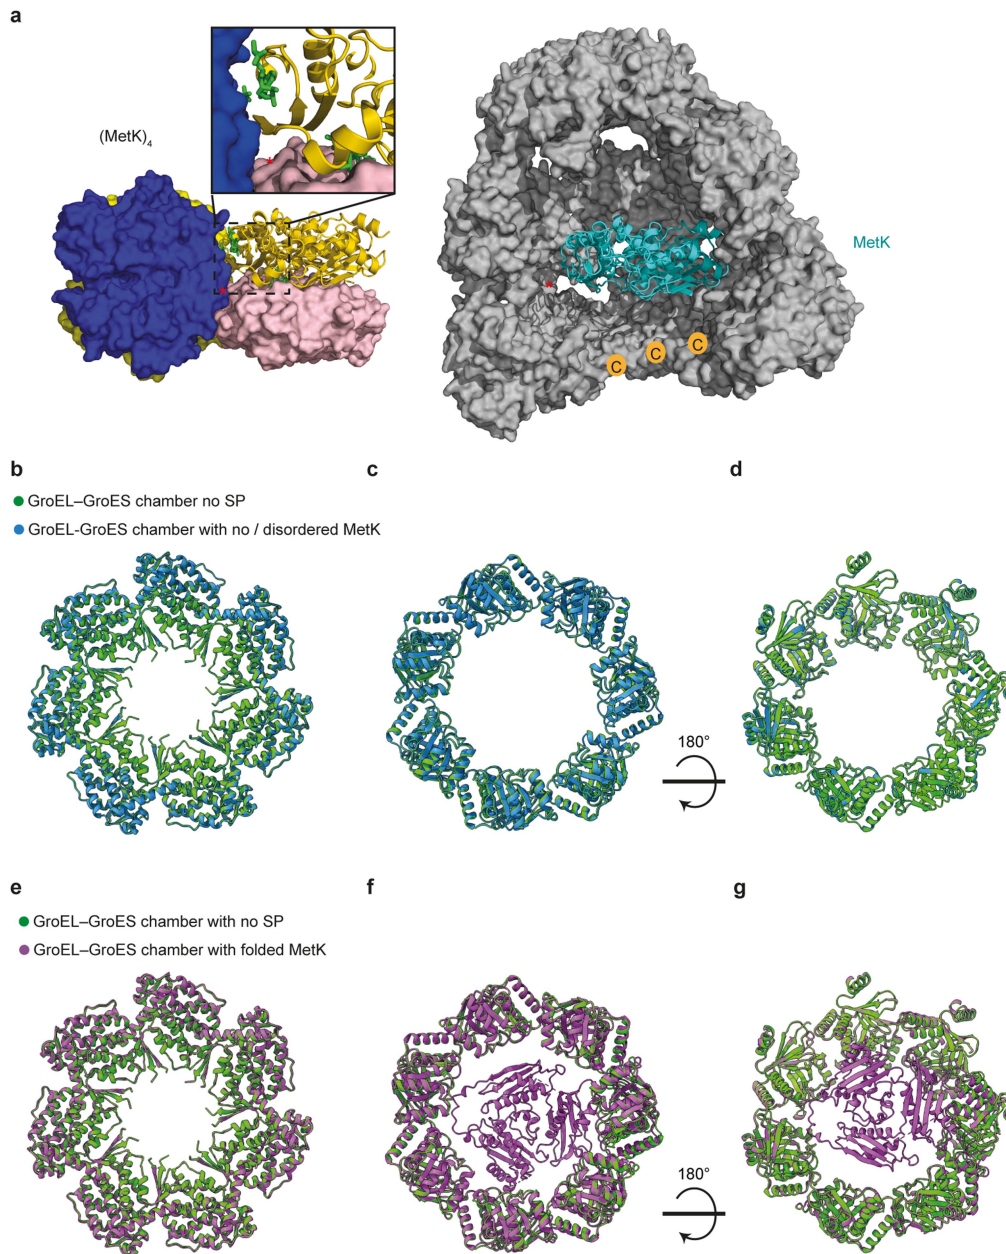 a
(MetK)4
*
*
*
MetK
C
C
C
b
c
d
GroEL–GroES chamber no SP
GroEL-GroES chamber with no / disordered MetK
180°
e
f
g
GroEL–GroES chamber with no SP
GroEL–GroES chamber with folded MetK
180°